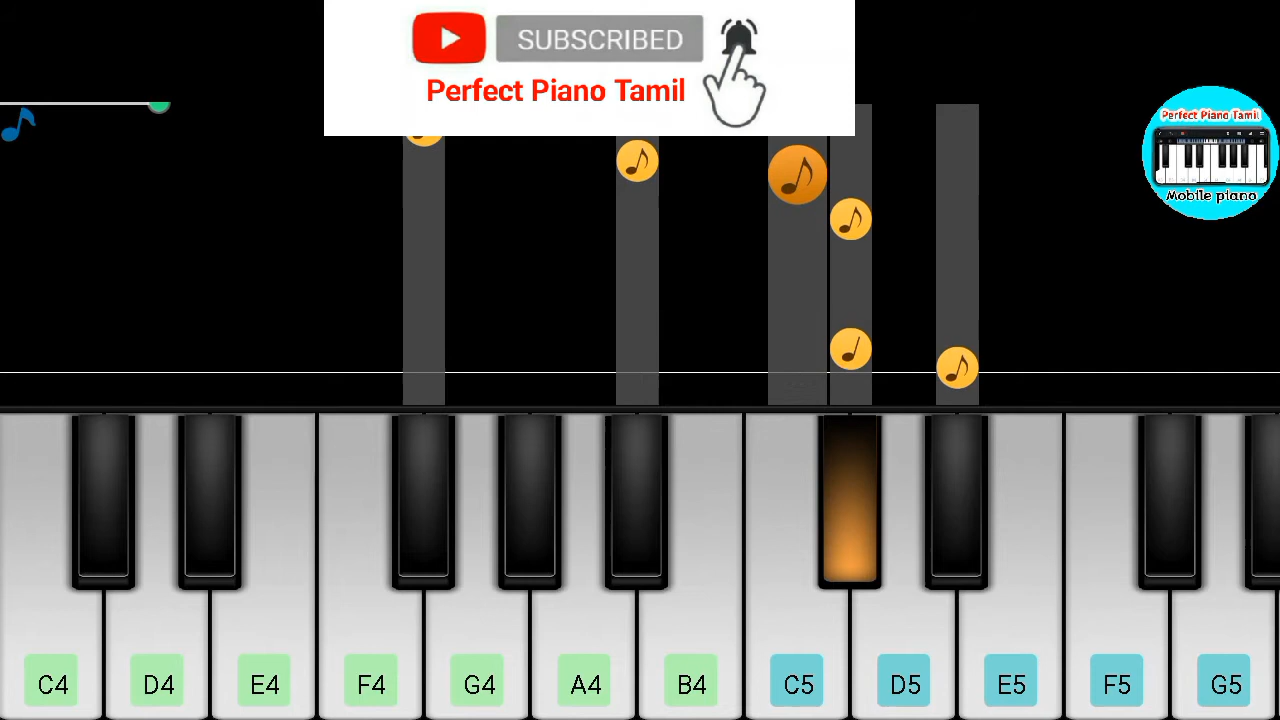 SUBSCRIBED
Perfect Piano Tamil
Perfect Piano Tamil
Mobile piano
C4 D4 E4 F4 G4 A4 B4 C5 D5 E5 F5 G5